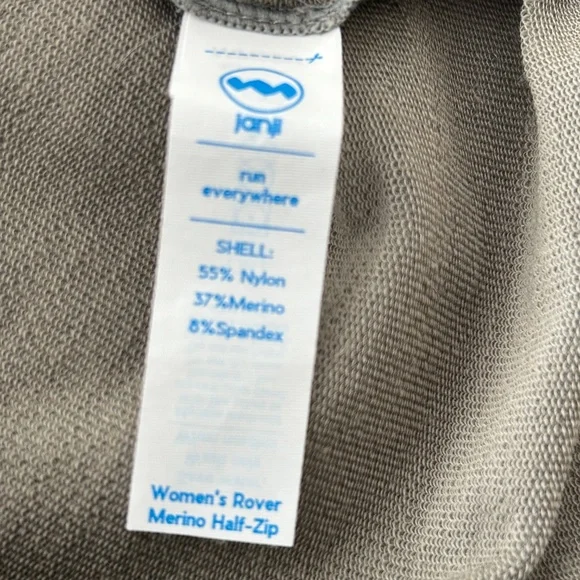 janji
run
everywhere
SHELL:
55% Nylon
37%Merino
8%Spandex
Women's Rover
Merino Half-Zip